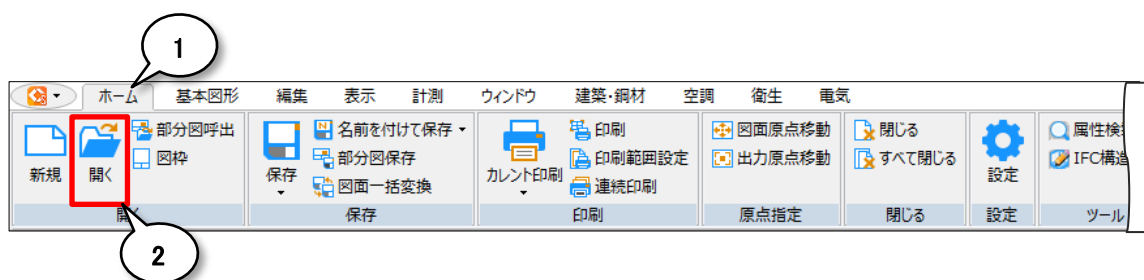 1
ホーム 基本図形 編集 表示 計測 ウィンドウ 建築・鋼材 空調 衛生 電気
新規
開く
部分図呼出
図枠
開く
保存
名前を付けて保存
部分図保存
図面一括変換
保存
カレント印刷
印刷
印刷範囲設定
連続印刷
印刷
図面原点移動
出力原点移動
原点指定
閉じる
すべて閉じる
閉じる
設定
設定
属性検
IFC構造
ツール
2